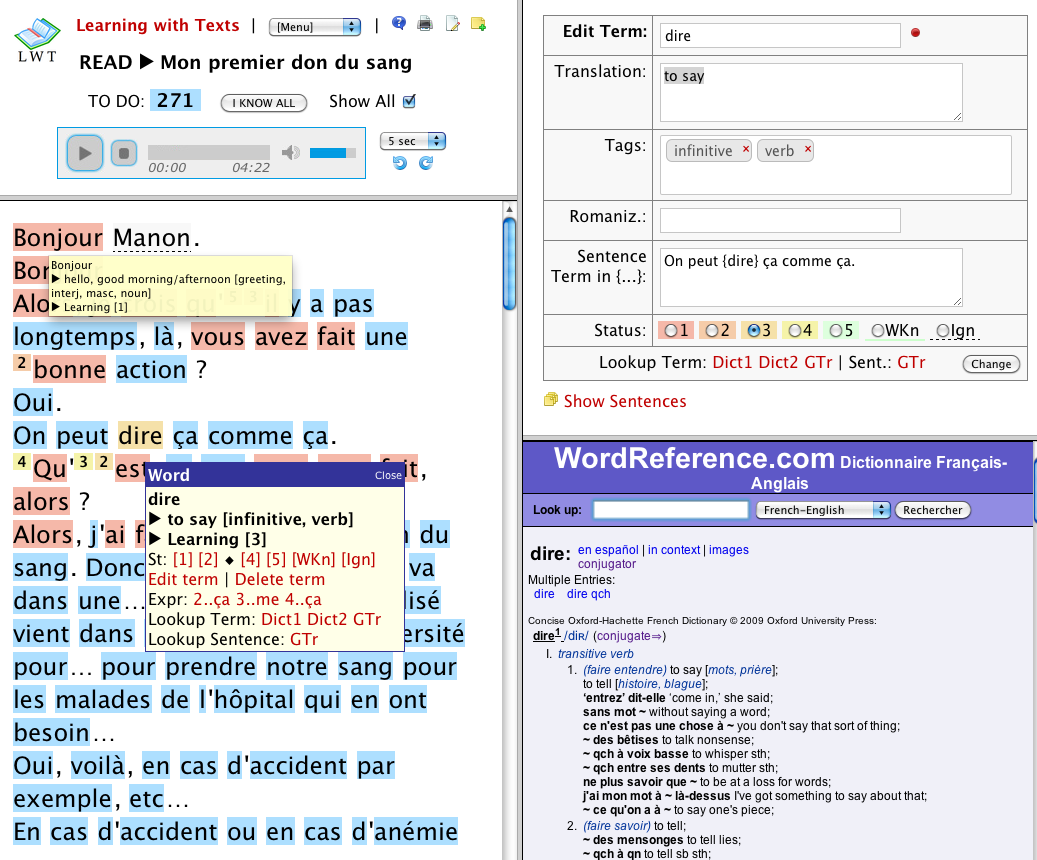 LWT
Learning with Texts | [Menu] |
READ ▶ Mon premier don du sang
TO DO: 271 I KNOW ALL Show All
00:00 04:22
5 sec
Bonjour Manon.
Bon
Bonjour
▶ hello, good morning/afternoon [greeting,
interj, masc, noun]
▶ Learning [1]
Alo qu' 5 3 il y a pas
longtemps, là, vous avez fait une
2 bonne action ?
Oui.
On peut dire ça comme ça.
4 Qu' 3 2 est it,
alors ?
Alors, j'ai f du
sang. Donc va
dans une… lisé
vient dans ersité
pour… pour prendre notre sang pour
les malades de l'hôpital qui en ont
besoin…
Oui, voilà, en cas d'accident par
exemple, etc…
En cas d'accident ou en cas d'anémie
Word Close
dire
▶ to say [infinitive, verb]
▶ Learning [3]
St: [1] [2] ◆ [4] [5] [WKn] [Ign]
Edit term | Delete term
Expr: 2..ça 3..me 4..ça
Lookup Term: Dict1 Dict2 GTr
Lookup Sentence: GTr
Edit Term: dire
Translation: to say
Tags: infinitive x verb x
Romaniz.:
Sentence
Term in {...}: On peut {dire} ça comme ça.
Status: 1 2 3 4 5 WKn Ign
Lookup Term: Dict1 Dict2 GTr | Sent.: GTr Change
Show Sentences
WordReference.com Dictionnaire Français-
Anglais
Look up: French-English Rechercher
dire: en español | in context | images
conjugator
Multiple Entries:
dire dire qch
Concise Oxford-Hachette French Dictionary © 2009 Oxford University Press:
dire1 /diʀ/ (conjugate⇒)
I. transitive verb
1. (faire entendre) to say [mots, prière];
to tell [histoire, blague];
‘entrez’ dit-elle ‘come in,’ she said;
sans mot ~ without saying a word;
ce n'est pas une chose à ~ you don't say that sort of thing;
~ des bêtises to talk nonsense;
~ qch à voix basse to whisper sth;
~ qch entre ses dents to mutter sth;
ne plus savoir que ~ to be at a loss for words;
j'ai mon mot à ~ là-dessus I've got something to say about that;
~ ce qu'on a à ~ to say one's piece;
2. (faire savoir) to tell;
~ des mensonges to tell lies;
~ qch à qn to tell sb sth;